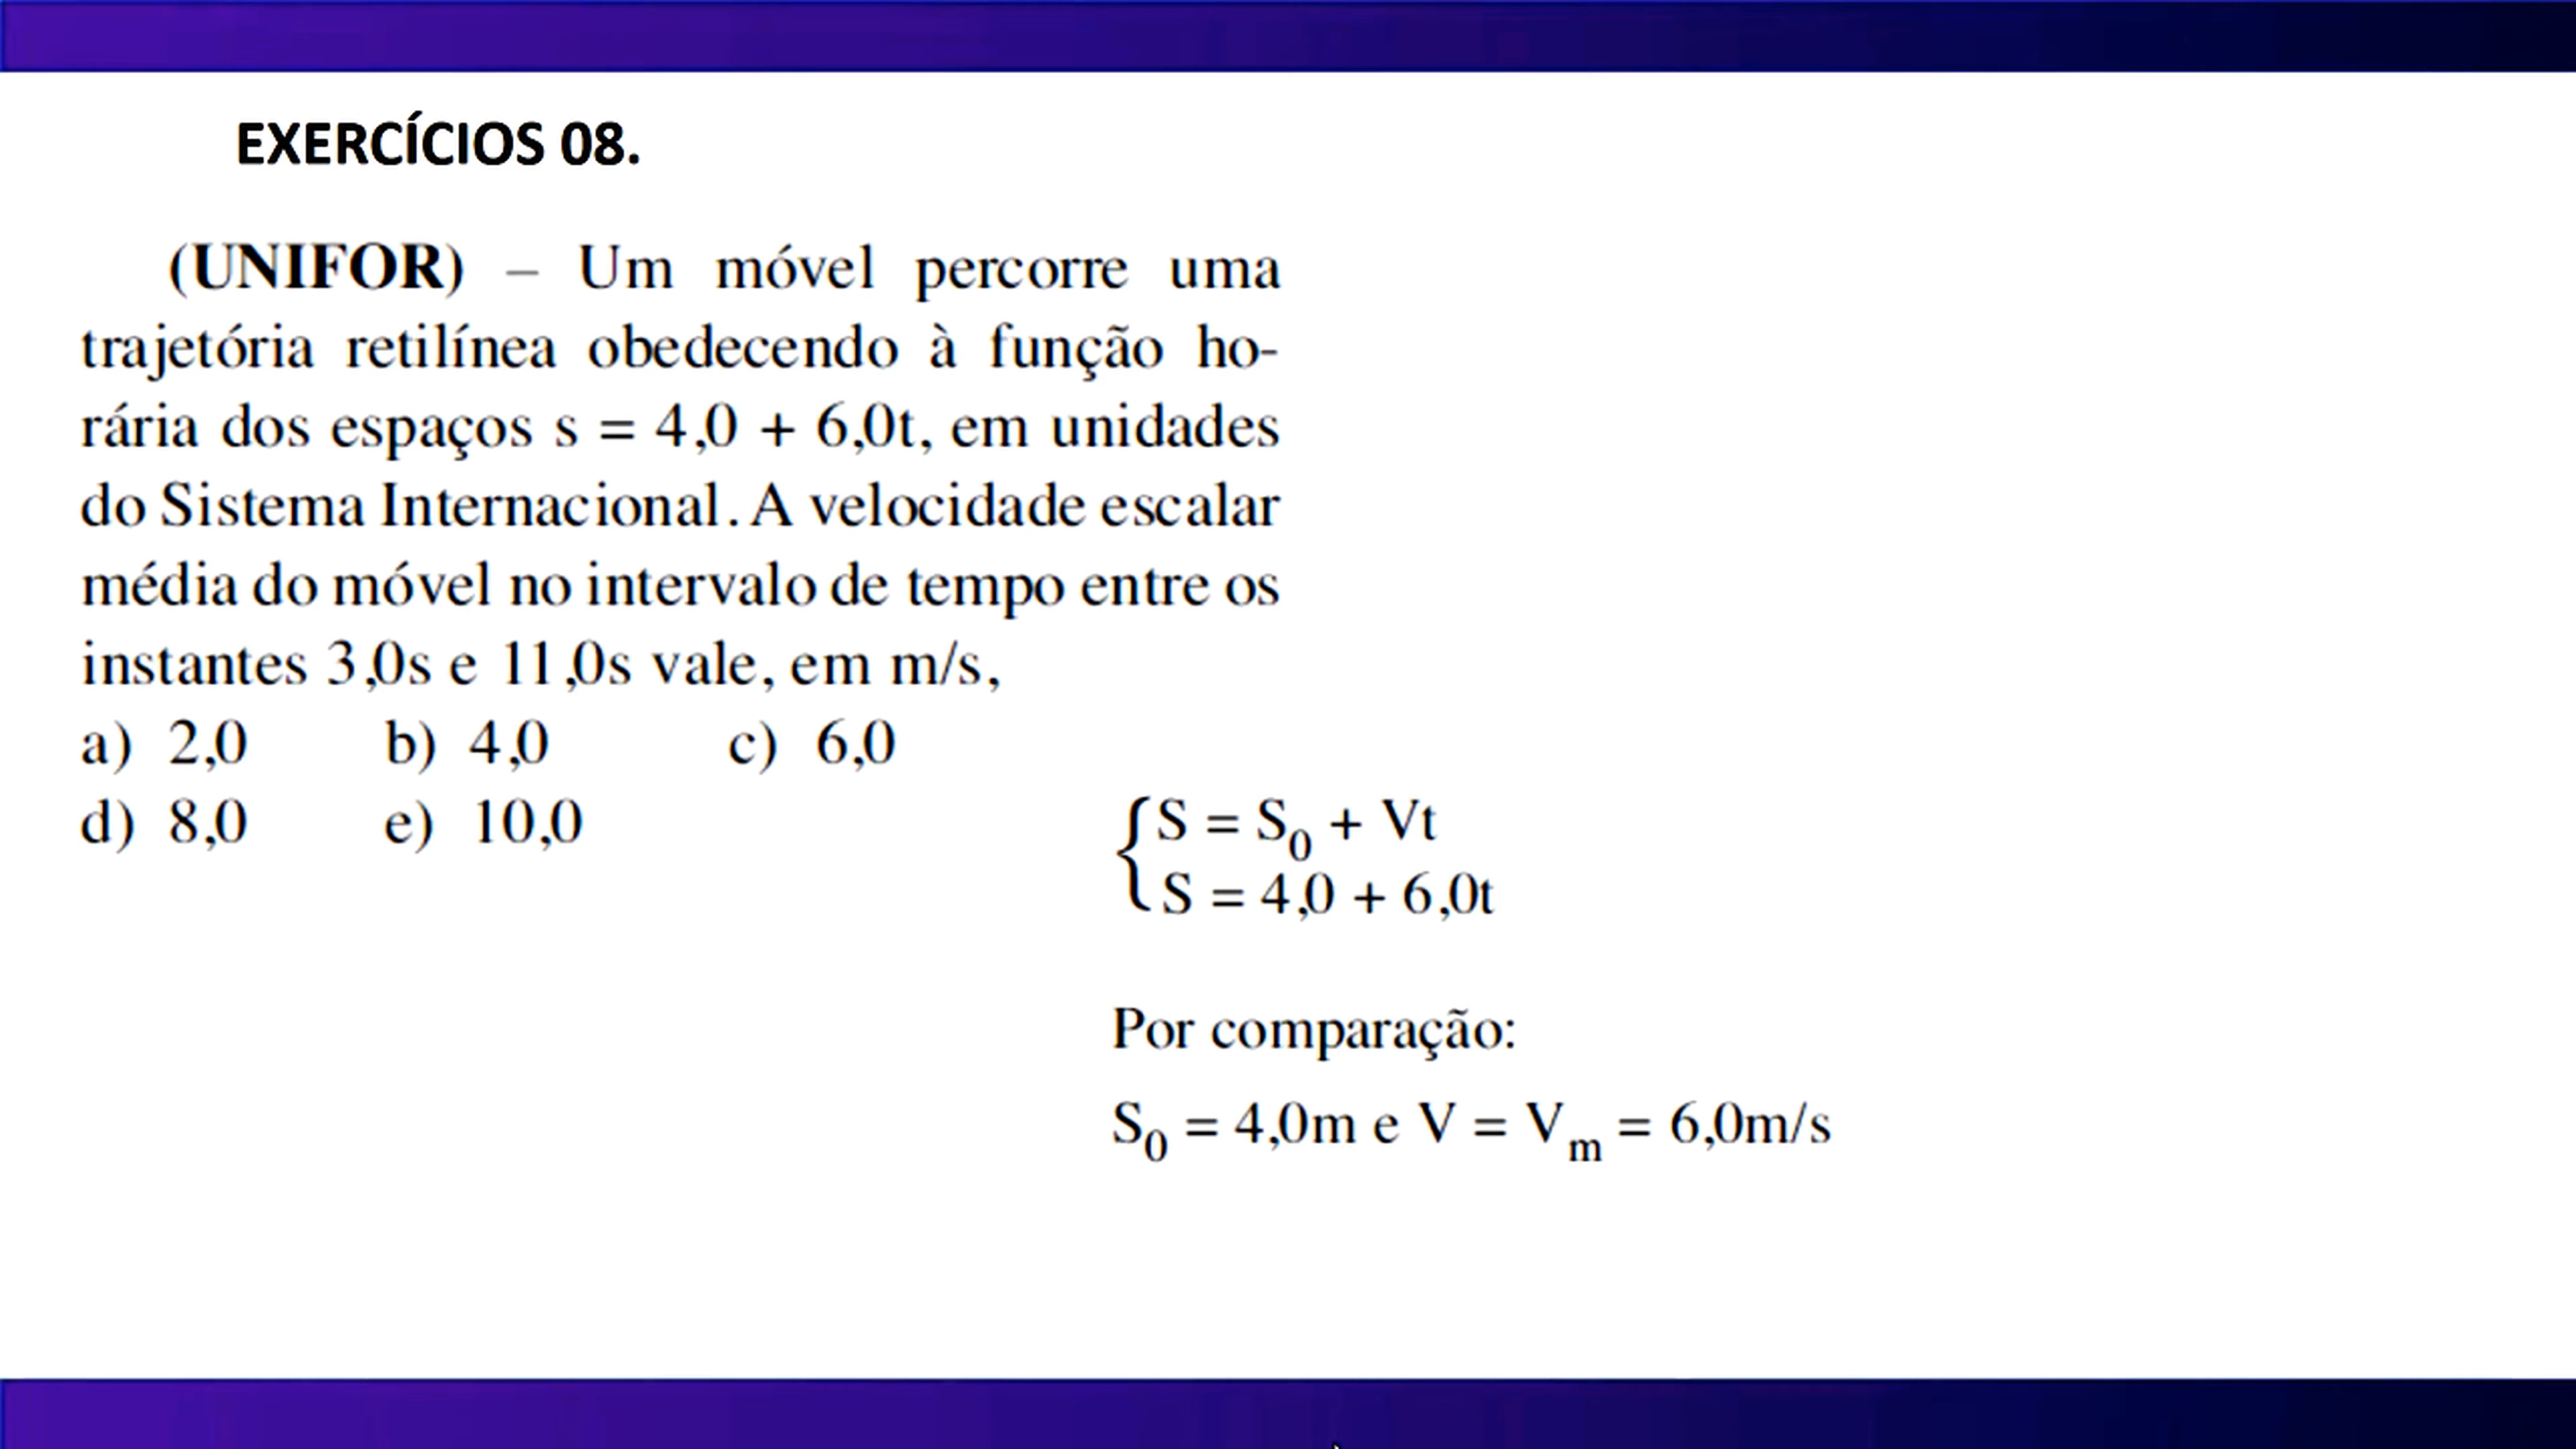 EXERCÍCIOS 08.
(UNIFOR) – Um móvel percorre uma
trajetória retilínea obedecendo à função ho-
rária dos espaços s = 4,0 + 6,0t, em unidades
do Sistema Internacional. A velocidade escalar
média do móvel no intervalo de tempo entre os
instantes 3,0s e 11,0s vale, em m/s,
a) 2,0 b) 4,0 c) 6,0
d) 8,0 e) 10,0
S = S₀ + Vt
S = 4,0 + 6,0t
Por comparação:
S₀ = 4,0m e V = Vₘ = 6,0m/s